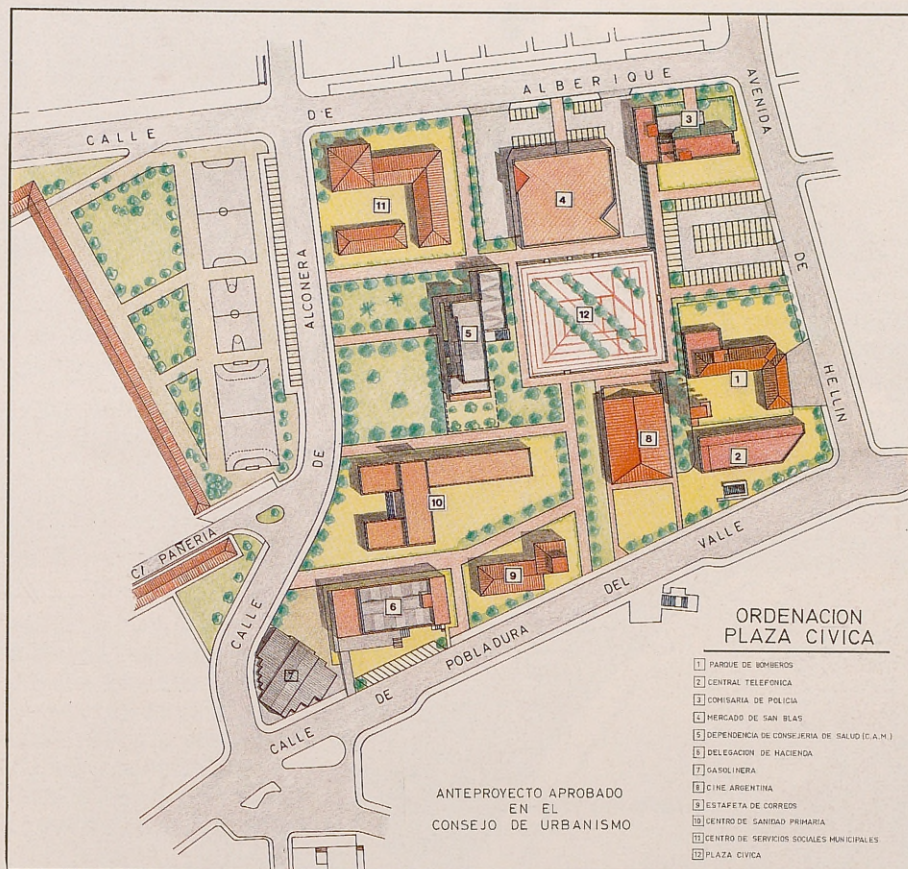 CALLE DE ALBERIQUE
AVENIDA DE HELLIN
CALLE DE ALCONERA
C/ PAÑERIA
CALLE DE POBLADURA DEL VALLE
11
4
3
5
12
1
8
2
10
9
6
7
ORDENACION
PLAZA CIVICA
1 PARQUE DE BOMBEROS
2 CENTRAL TELEFONICA
3 COMISARIA DE POLICIA
4 MERCADO DE SAN BLAS
5 DEPENDENCIA DE CONSEJERIA DE SALUD (C.A.M.)
6 DELEGACION DE HACIENDA
7 GASOLINERA
8 CINE ARGENTINA
9 ESTAFETA DE CORREOS
10 CENTRO DE SANIDAD PRIMARIA
11 CENTRO DE SERVICIOS SOCIALES MUNICIPALES
12 PLAZA CIVICA
ANTEPROYECTO APROBADO
EN EL
CONSEJO DE URBANISMO